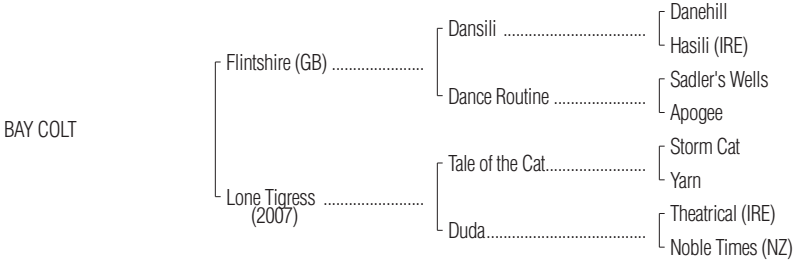 Danehill
Dansili ...................................
Hasili (IRE)
Flintshire (GB) ......................
Sadler's Wells
Dance Routine ......................
Apogee
BAY COLT
Storm Cat
Tale of the Cat........................
Yarn
Lone Tigress ........................
(2007)
Theatrical (IRE)
Duda......................................
Noble Times (NZ)